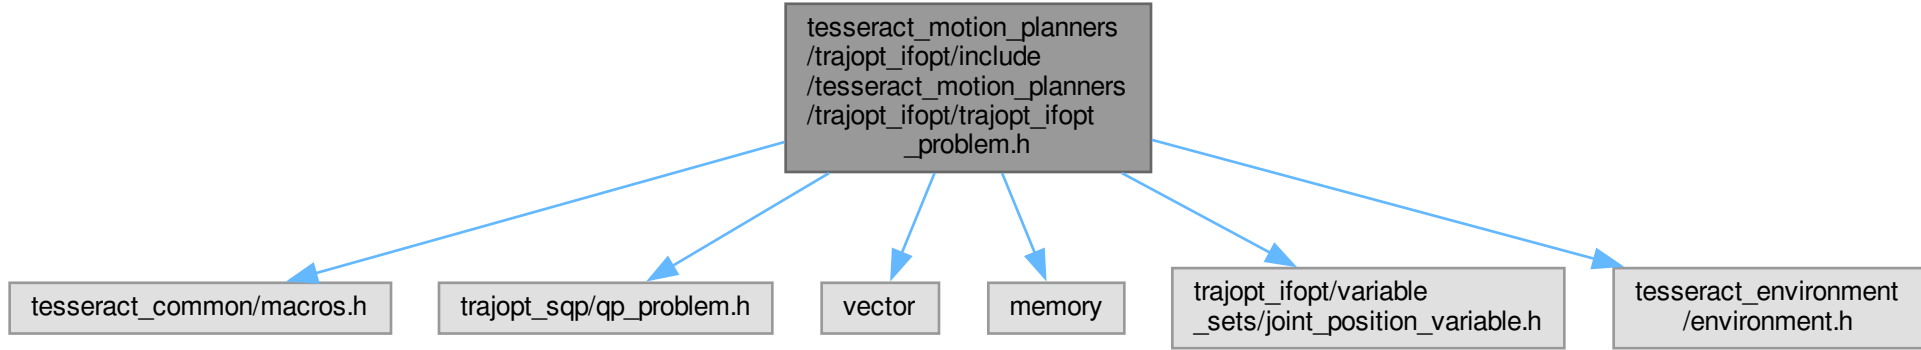 tesseract_motion_planners
/trajopt_ifopt/include
/tesseract_motion_planners
/trajopt_ifopt/trajopt_ifopt
_problem.h
tesseract_common/macros.h
trajopt_sqp/qp_problem.h
vector
memory
trajopt_ifopt/variable
_sets/joint_position_variable.h
tesseract_environment
/environment.h